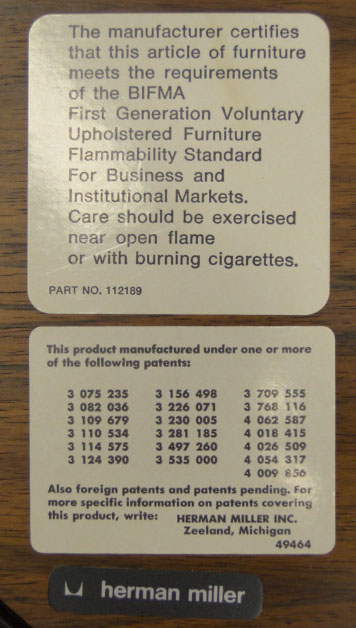 The manufacturer certifies
that this article of furniture
meets the requirements
of the BIFMA
First Generation Voluntary
Upholstered Furniture
Flammability Standard
For Business and
Institutional Markets.
Care should be exercised
near open flame
or with burning cigarettes.
PART NO. 112189
This product manufactured under one or more
of the following patents:
3 075 235 3 156 498 3 709 555
3 082 036 3 226 071 3 768 116
3 109 679 3 230 005 4 062 587
3 110 534 3 281 185 4 018 415
3 114 575 3 497 260 4 026 509
3 124 390 3 535 000 4 054 317
4 009 856
Also foreign patents and patents pending. For
more specific information on patents covering
this product, write: HERMAN MILLER INC.
Zeeland, Michigan
49464
herman miller